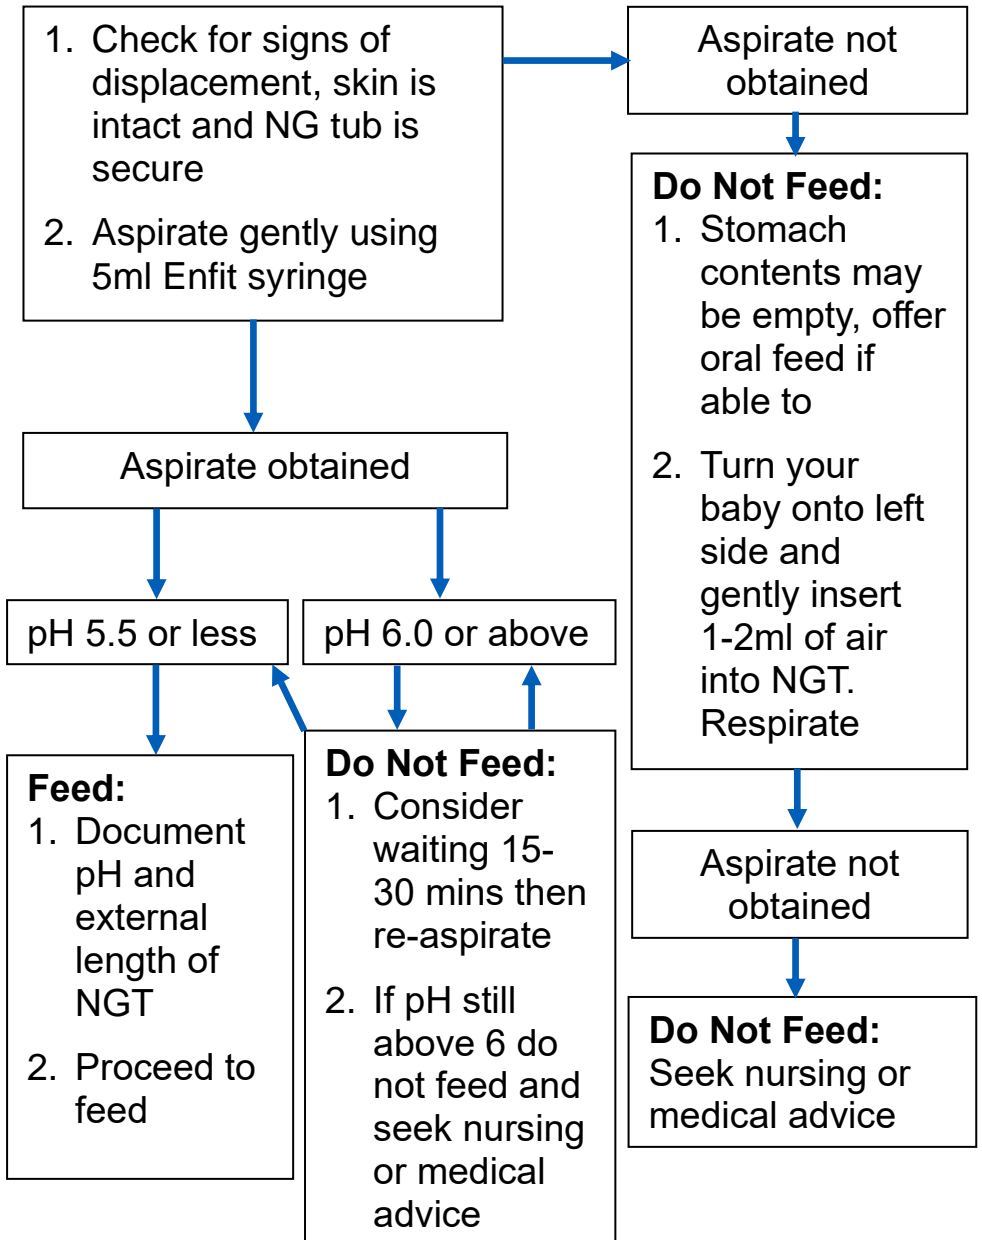 1. Check for signs of
displacement, skin is
intact and NG tub is
secure
2. Aspirate gently using
5ml Enfit syringe
Aspirate not
obtained
Do Not Feed:
1. Stomach
contents may
be empty, offer
oral feed if
able to
2. Turn your
baby onto left
side and
gently insert
1-2ml of air
into NGT.
Respirate
Aspirate obtained
pH 5.5 or less
pH 6.0 or above
Feed:
1. Document
pH and
external
length of
NGT
2. Proceed to
feed
Do Not Feed:
1. Consider
waiting 15-
30 mins then
re-aspirate
2. If pH still
above 6 do
not feed and
seek nursing
or medical
advice
Aspirate not
obtained
Do Not Feed:
Seek nursing or
medical advice